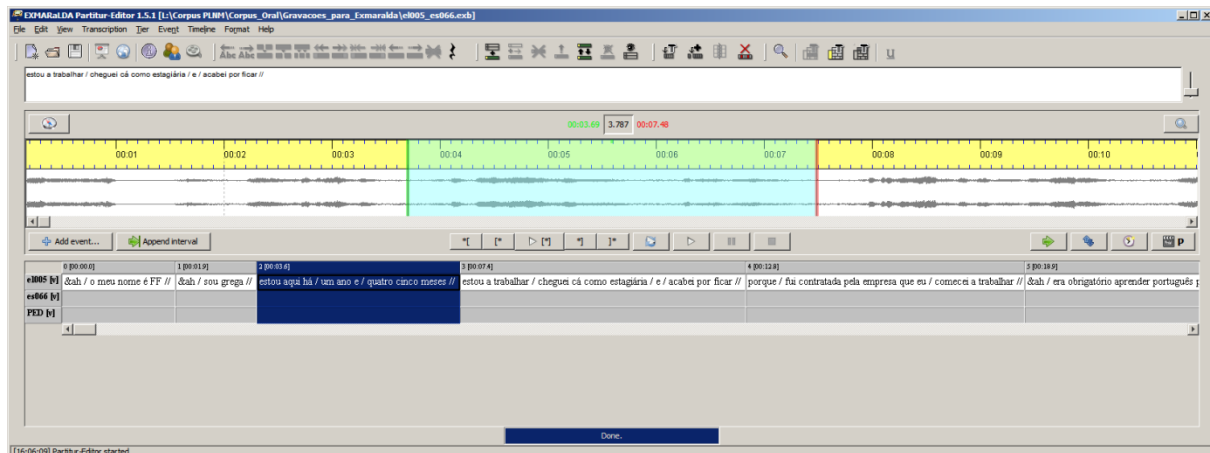 EXMARaLDA Partitur-Editor 1.5.1 [L:\Corpus PLNM\Corpus_Oral\Gravacoes_para_Exmaralda\el005_es066.exb]
File Edit View Transcription Tier Event Timeline Format Help
estou a trabalhar / cheguei cá como estagiária / e / acabei por ficar //
00:03.69 3.787 00:07.48
00:01 00:02 00:03 00:04 00:05 00:06 00:07 00:08 00:09 00:10
Add event... Append interval *[ [* [*] *] ]* P
0 [00:00.0] 1 [00:01.9] 2 [00:03.6] 3 [00:07.4] 4 [00:12.8] 5 [00:18.9]
el005 [v] &ah / o meu nome é FF // &ah / sou grega // estou aqui há / um ano e / quatro cinco meses // estou a trabalhar / cheguei cá como estagiária / e / acabei por ficar // porque / fui contratada pela empresa que eu / comecei a trabalhar // &ah / era obrigatório aprender português p
es066 [v]
PED [v]
Done.
[16:06:09] Partitur-Editor started